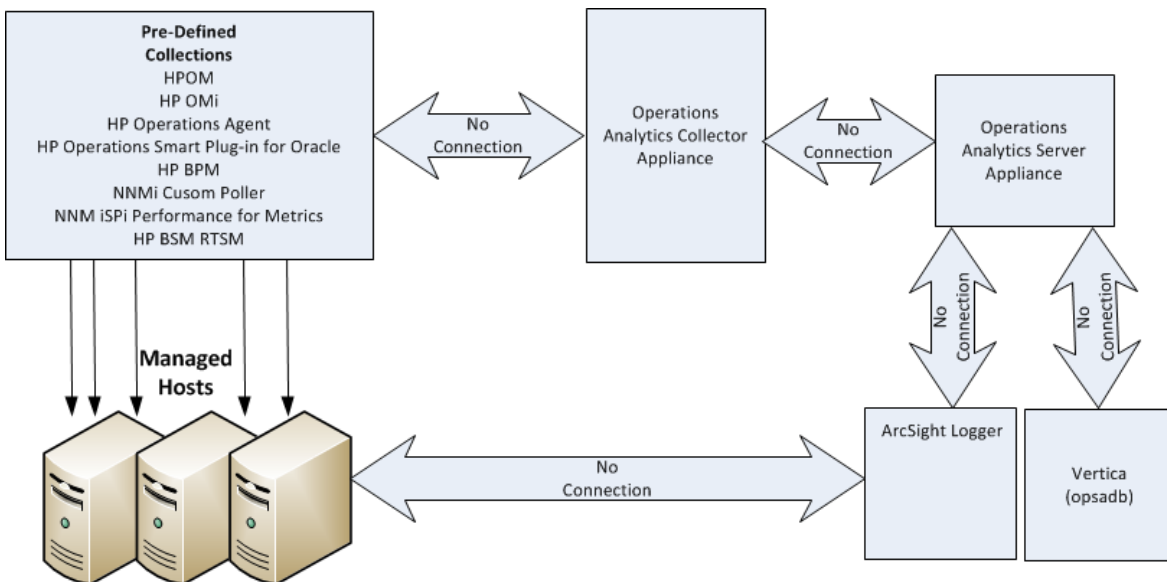 Pre-Defined
Collections
HPOM
HP OMi
HP Operations Agent
HP Operations Smart Plug-in for Oracle
HP BPM
NNMi Cusom Poller
NNM iSPi Performance for Metrics
HP BSM RTSM
No
Connection
Operations
Analytics Collector
Appliance
No
Connection
Operations
Analytics Server
Appliance
No
Connection
No
Connection
Managed
Hosts
No
Connection
ArcSight Logger
Vertica
(opsadb)